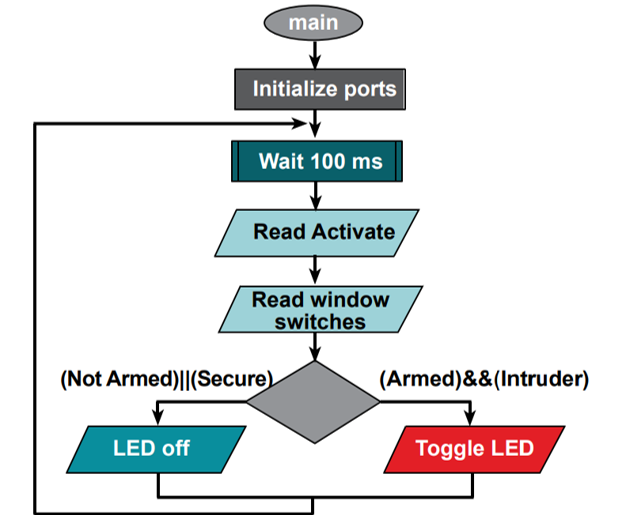 main
Initialize ports
Wait 100 ms
Read Activate
Read window
switches
(Not Armed)||(Secure)
(Armed)&&(Intruder)
LED off
Toggle LED